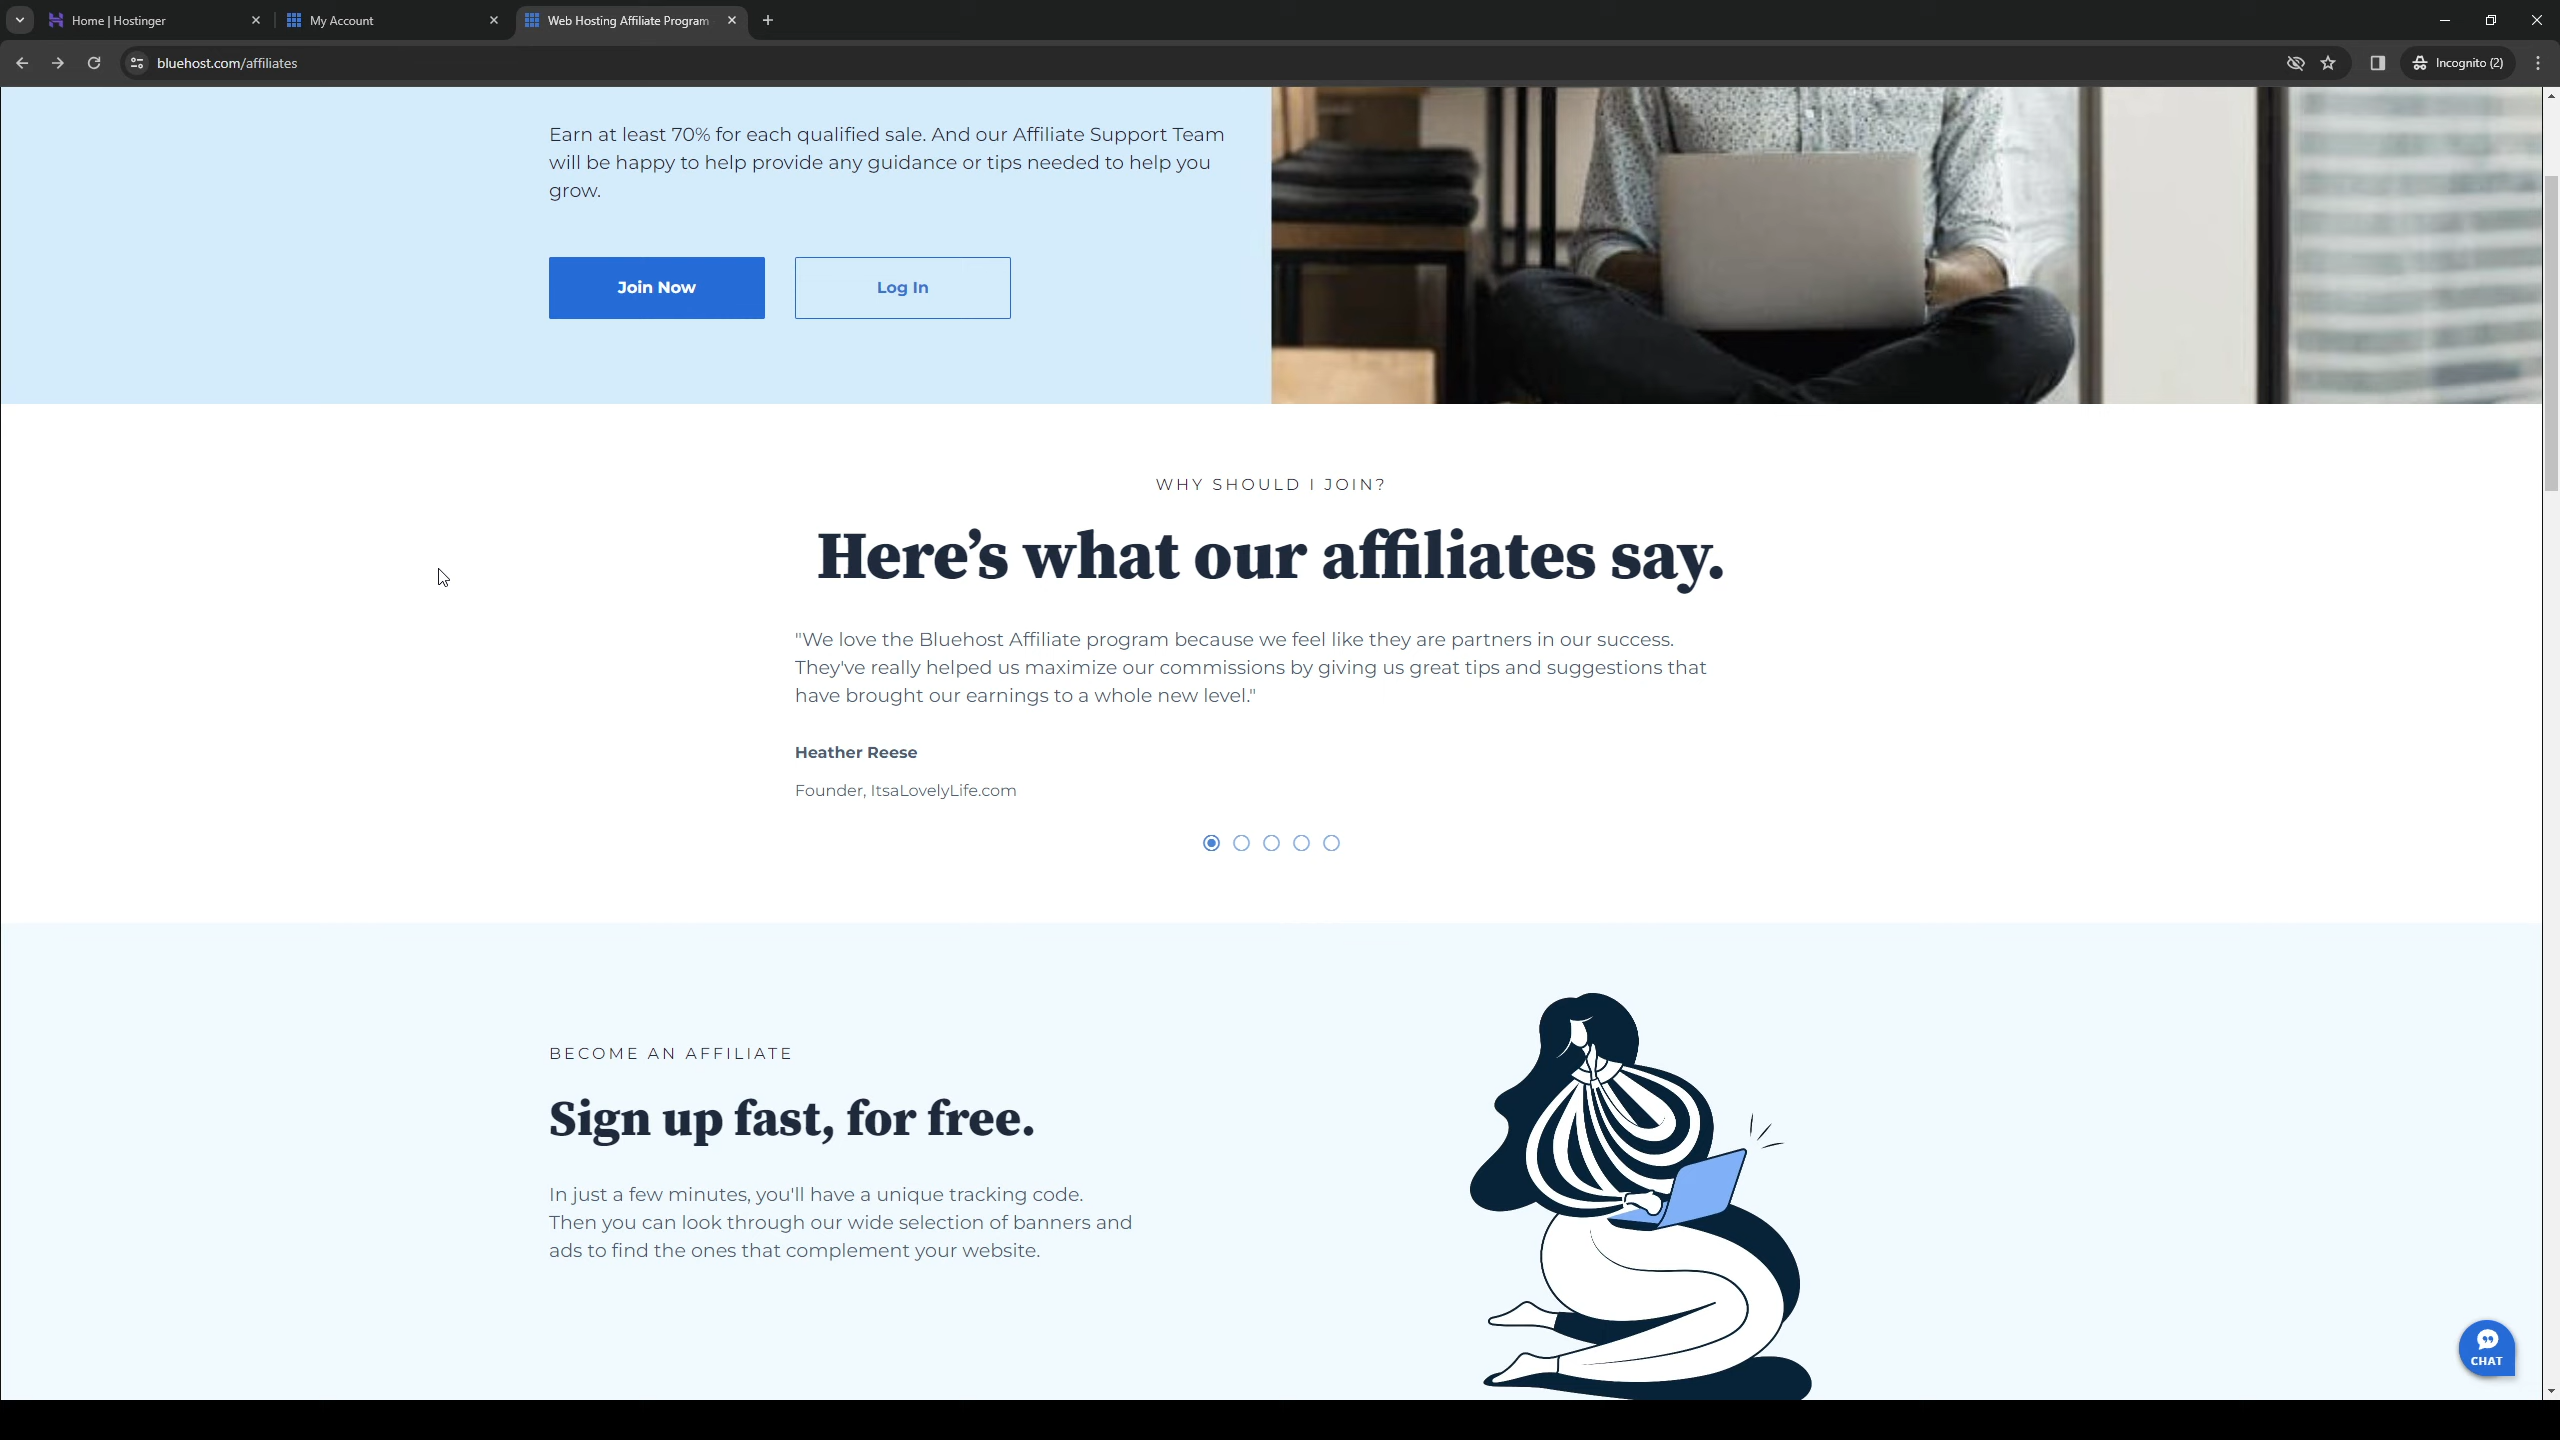 Home | Hostinger
My Account
Web Hosting Affiliate Program
bluehost.com/affiliates
Incognito (2)
Earn at least 70% for each qualified sale. And our Affiliate Support Team
will be happy to help provide any guidance or tips needed to help you
grow.
Join Now
Log In
WHY SHOULD I JOIN?
Here’s what our affiliates say.
"We love the Bluehost Affiliate program because we feel like they are partners in our success.
They've really helped us maximize our commissions by giving us great tips and suggestions that
have brought our earnings to a whole new level."
Heather Reese
Founder, ItsaLovelyLife.com
BECOME AN AFFILIATE
Sign up fast, for free.
In just a few minutes, you'll have a unique tracking code.
Then you can look through our wide selection of banners and
ads to find the ones that complement your website.
CHAT